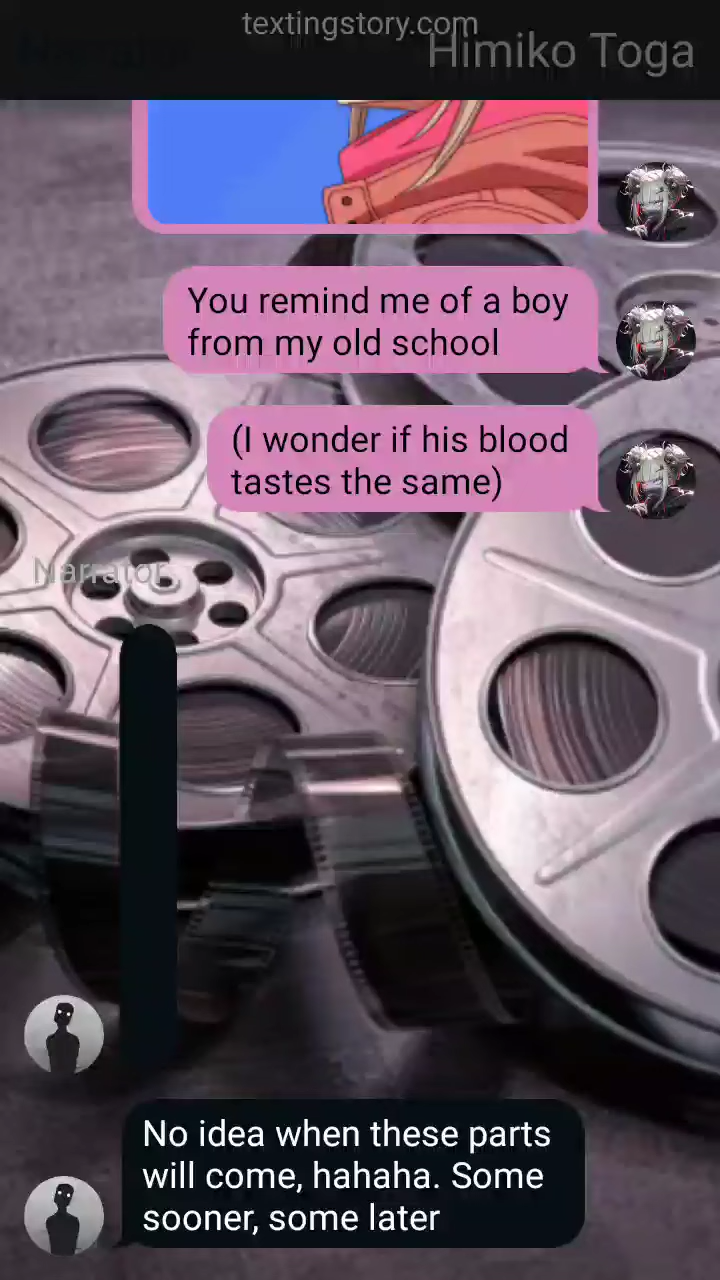 textingstory.com
Narrator
Himiko Toga
You remind me of a boy
from my old school
(I wonder if his blood
tastes the same)
Narrator
No idea when these parts
will come, hahaha. Some
sooner, some later